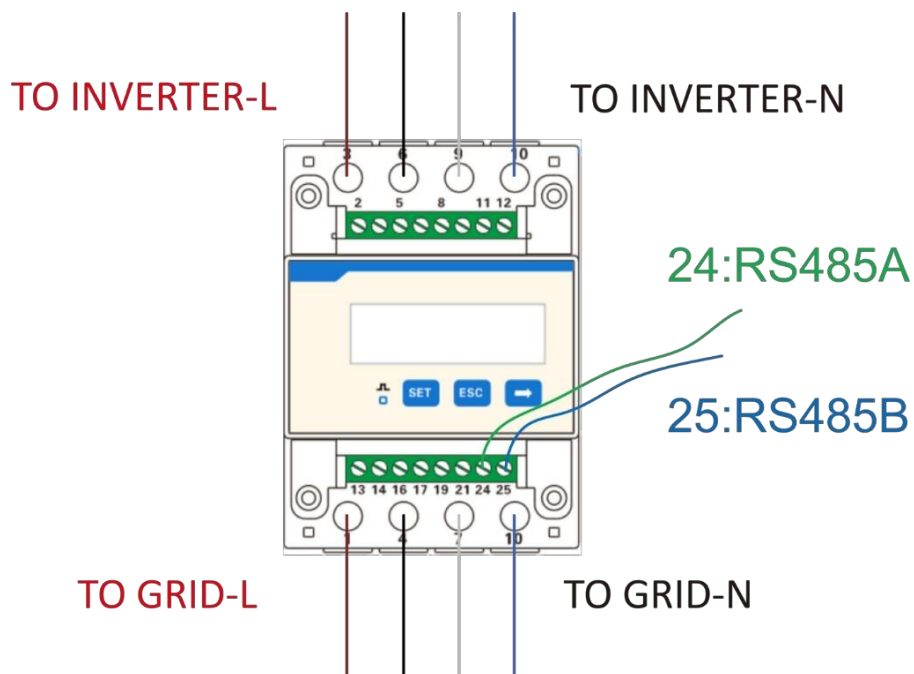 TO INVERTER-L
TO INVERTER-N
3 6 9 10
2 5 8 11 12
24:RS485A
SET ESC
25:RS485B
13 14 16 17 19 21 24 25
1 4 7 10
TO GRID-L
TO GRID-N